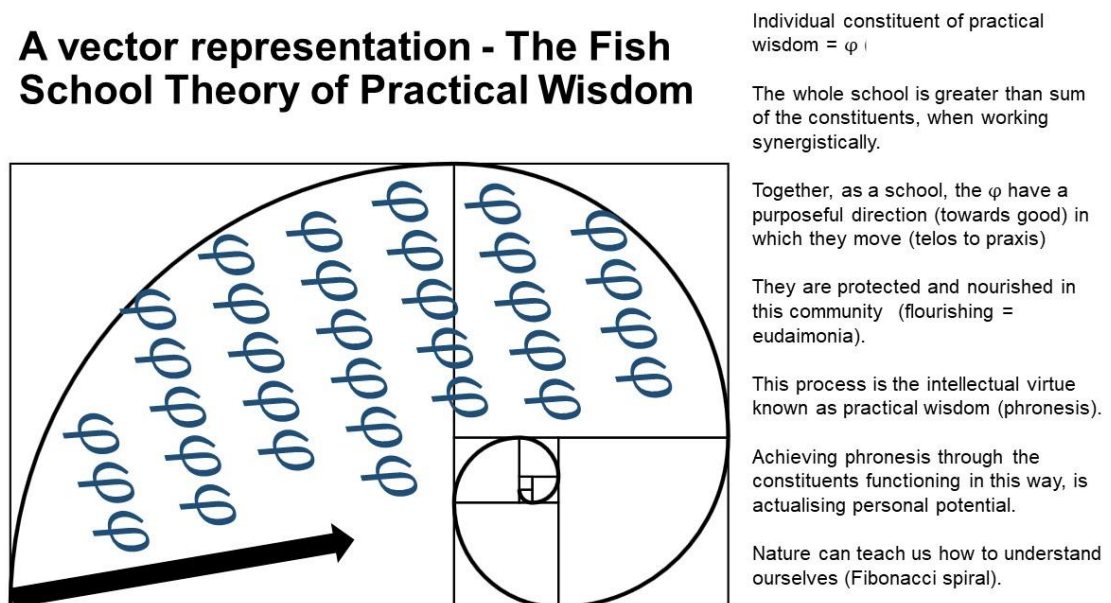 A vector representation - The Fish
School Theory of Practical Wisdom
Individual constituent of practical
wisdom = φ (
The whole school is greater than sum
of the constituents, when working
synergistically.
Together, as a school, the φ have a
purposeful direction (towards good) in
which they move (telos to praxis)
They are protected and nourished in
this community (flourishing =
eudaimonia).
This process is the intellectual virtue
known as practical wisdom (phronesis).
Achieving phronesis through the
constituents functioning in this way, is
actualising personal potential.
Nature can teach us how to understand
ourselves (Fibonacci spiral).